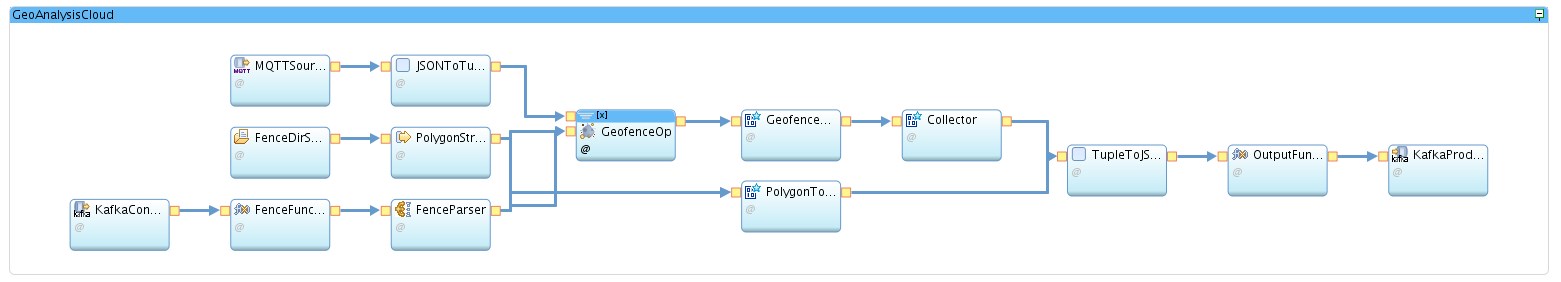 GeoAnalysisCloud
MQTT
MQTTSour...
@
JSONToTu...
@
FenceDirS...
@
PolygonStr...
@
kafka
KafkaCon...
@
FenceFunc...
@
FenceParser
@
[x]
GeofenceOp
@
Geofence...
@
Collector
@
PolygonTo...
@
TupleToJS...
@
OutputFun...
@
kafka
KafkaProd...
@